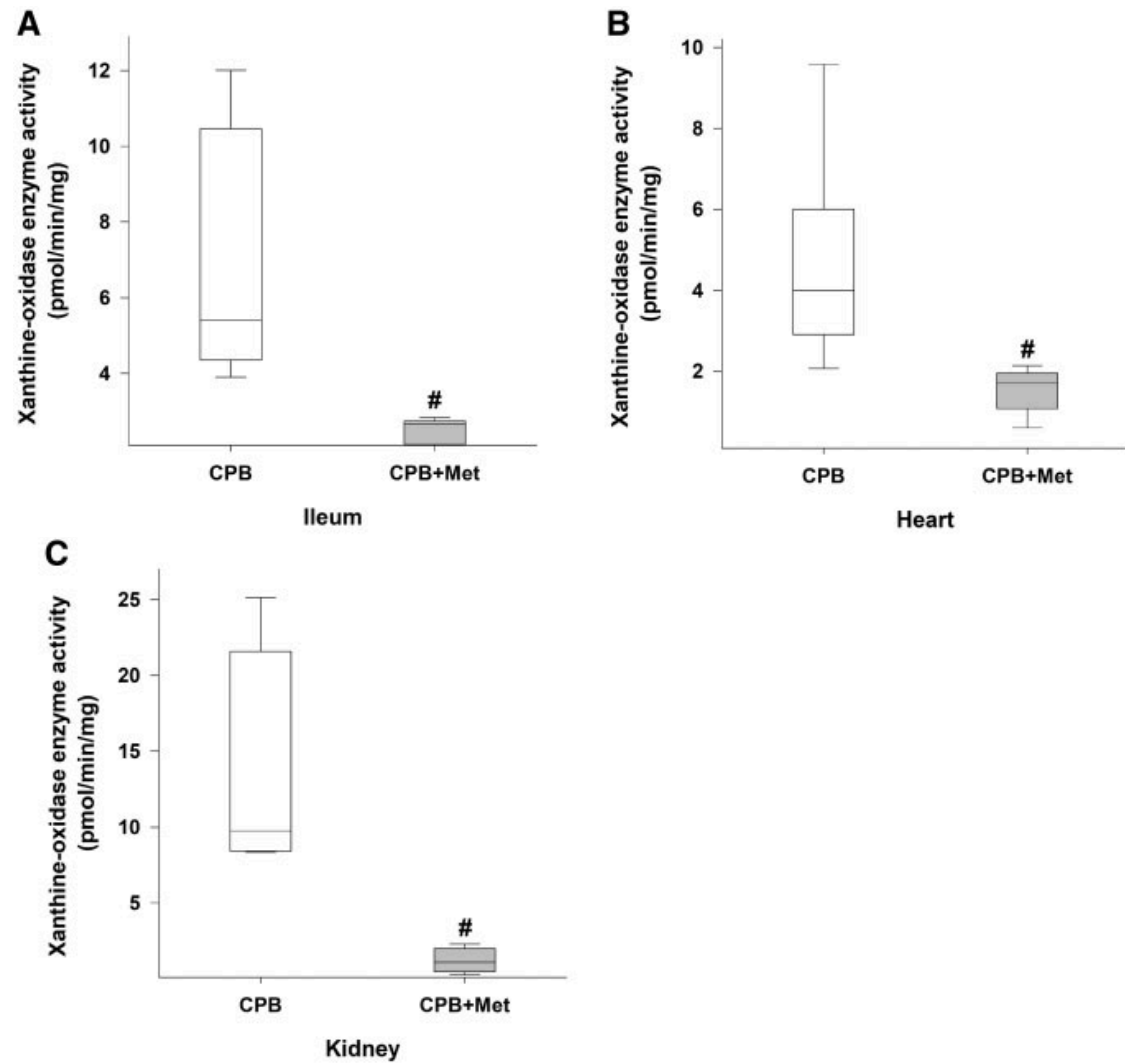 A
Xanthine-oxidase enzyme activity
(pmol/min/mg)
12
10
8
6
4
#
CPB
CPB+Met
Ileum
B
Xanthine-oxidase enzyme activity
(pmol/min/mg)
10
8
6
4
2
#
CPB
CPB+Met
Heart
C
Xanthine-oxidase enzyme activity
(pmol/min/mg)
25
20
15
10
5
#
CPB
CPB+Met
Kidney